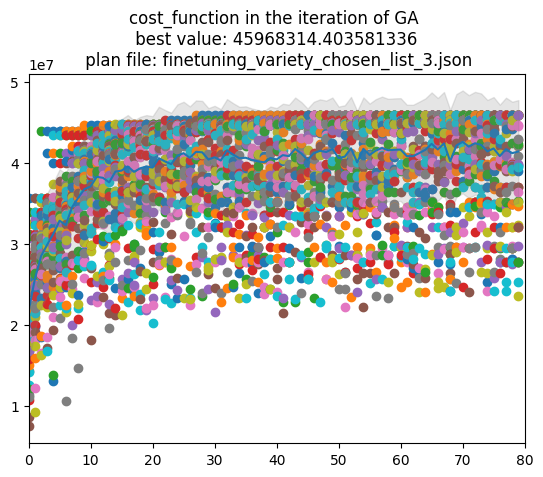 cost_function in the iteration of GA
best value: 45968314.403581336
plan file: finetuning_variety_chosen_list_3.json
1e7
5
4
3
2
1
0 10 20 30 40 50 60 70 80